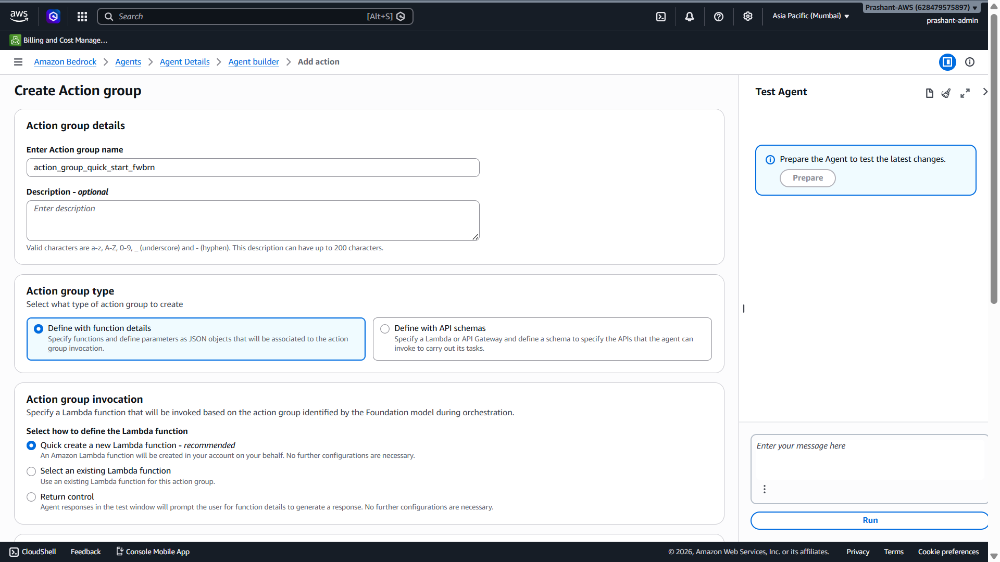 aws
Search
[Alt+S]
Asia Pacific (Mumbai)
Prashant-AWS (628479575897)
prashant-admin
Billing and Cost Manage...
Amazon Bedrock
Agents
Agent Details
Agent builder
Add action
Create Action group
Action group details
Enter Action group name
action_group_quick_start_fwbrn
Description - optional
Enter description
Valid characters are a-z, A-Z, 0-9, _ (underscore) and - (hyphen). This description can have up to 200 characters.
Action group type
Select what type of action group to create
Define with function details
Specify functions and define parameters as JSON objects that will be associated to the action
group invocation.
Define with API schemas
Specify a Lambda or API Gateway and define a schema to specify the APIs that the agent can
invoke to carry out its tasks.
Action group invocation
Specify a Lambda function that will be invoked based on the action group identified by the Foundation model during orchestration.
Select how to define the Lambda function
Quick create a new Lambda function - recommended
An Amazon Lambda function will be created in your account on your behalf. No further configurations are necessary.
Select an existing Lambda function
Use an existing Lambda function for this action group.
Return control
Agent responses in the test window will prompt the user for function details to generate a response. No further configurations are necessary.
Test Agent
Prepare the Agent to test the latest changes.
Prepare
Enter your message here
Run
CloudShell
Feedback
Console Mobile App
© 2026, Amazon Web Services, Inc. or its affiliates.
Privacy
Terms
Cookie preferences